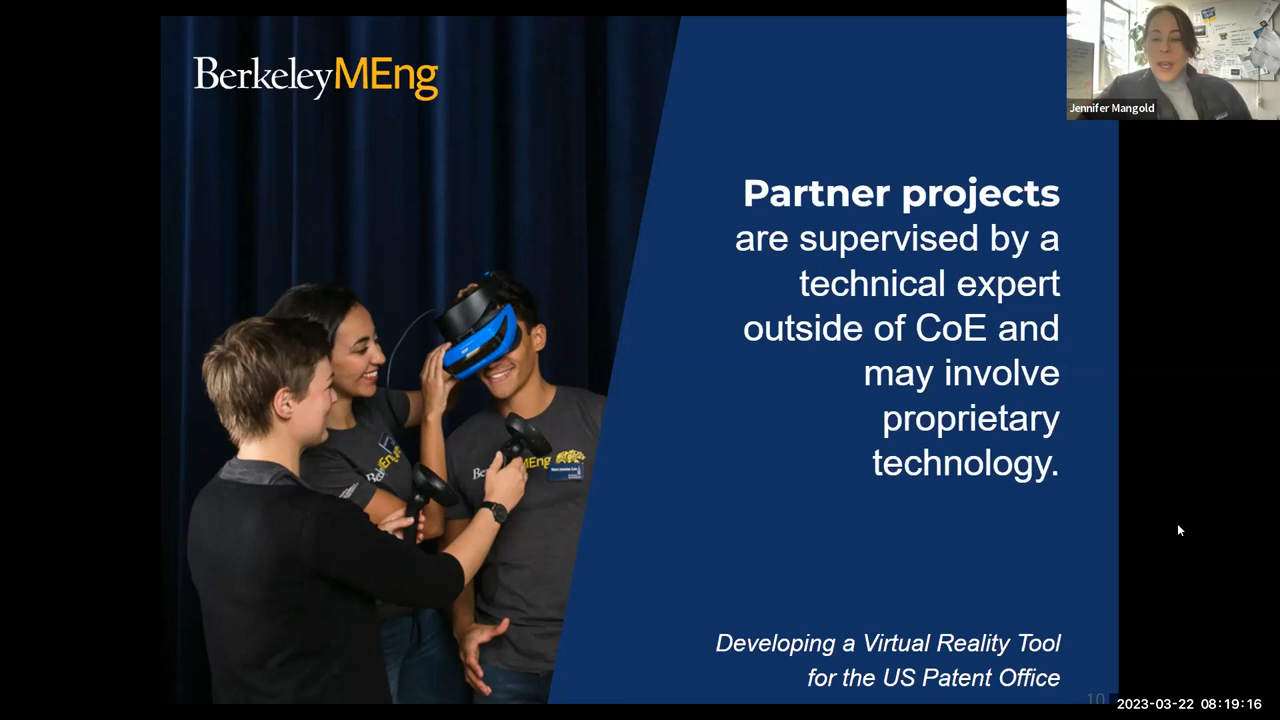 BerkeleyMEng
Jennifer Mangold
Partner projects
are supervised by a
technical expert
outside of CoE and
may involve
proprietary
technology.
Developing a Virtual Reality Tool
for the US Patent Office
10
2023-03-22 08:19:16